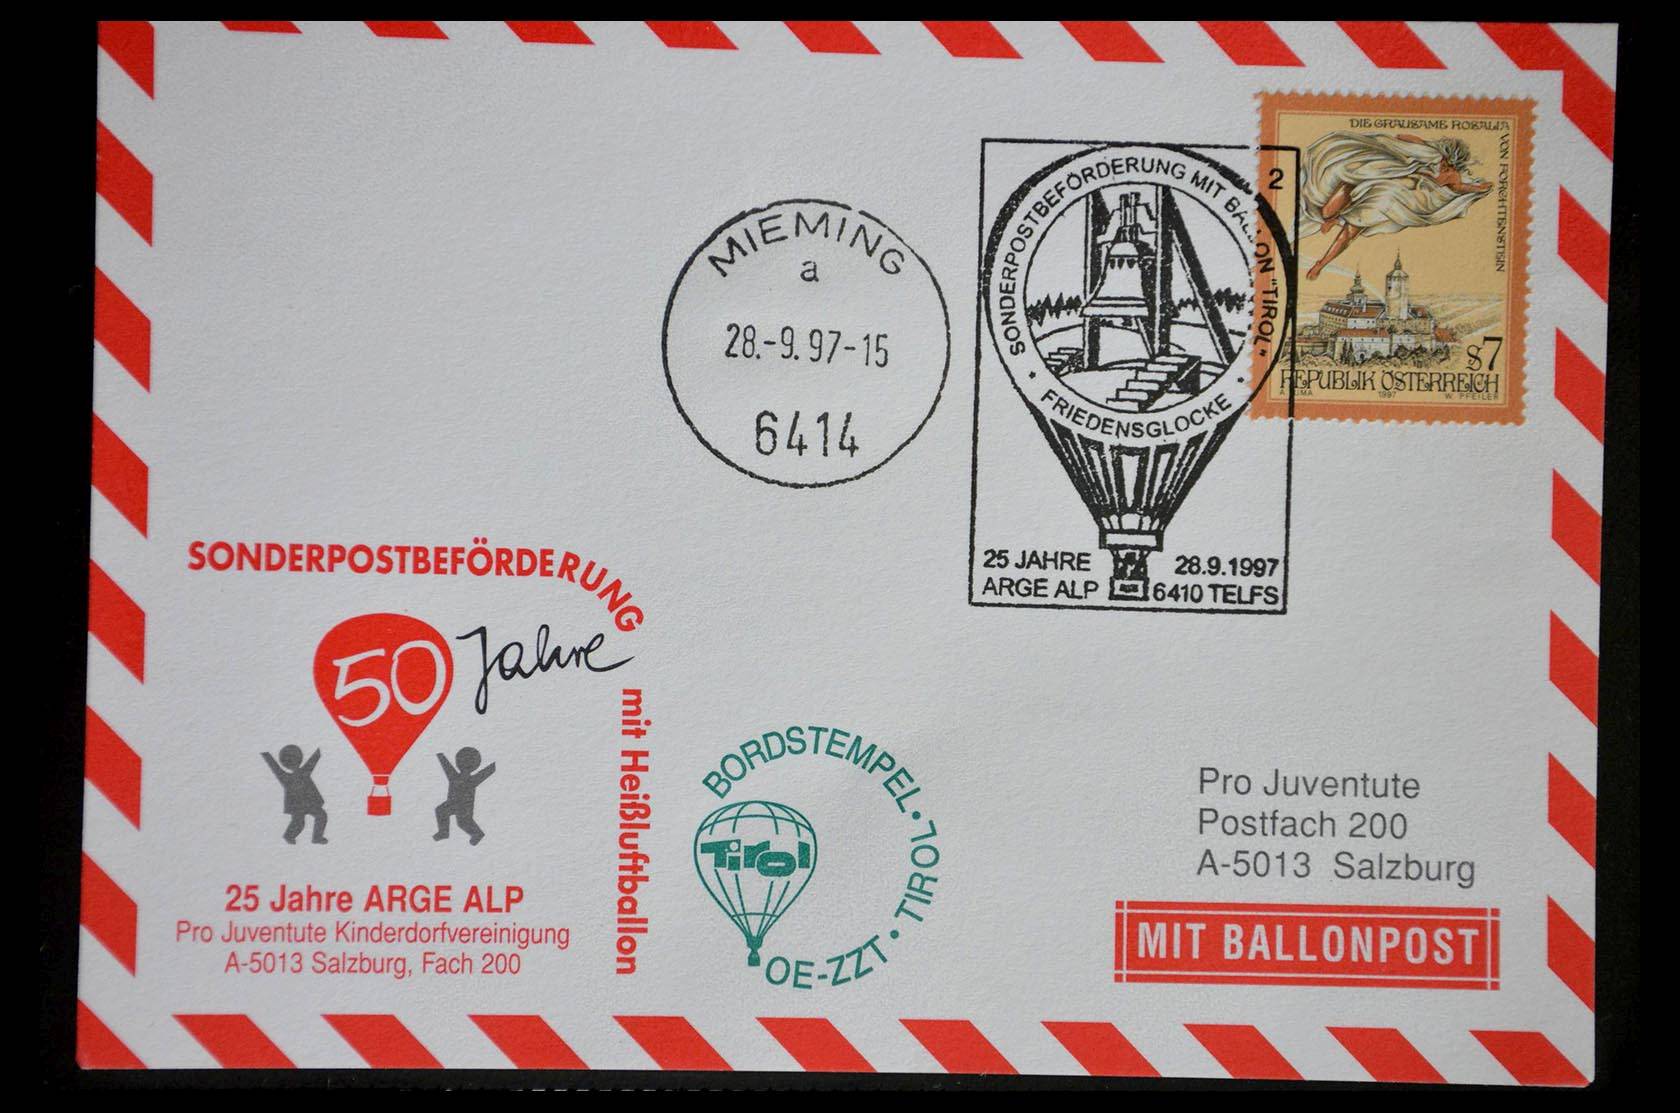 DIE GRAUSAME ROSALIA
VON FORCHTENSTEIN
S7
REPUBLIK ÖSTERREICH
1997
W. PFEILER
2
SONDERPOSTBEFÖRDERUNG MIT BALLON "TIROL"
* FRIEDENSGLOCKE *
25 JAHRE
ARGE ALP
28.9.1997
6410 TELFS
MIEMING
a
28.-9.97-15
6414
SONDERPOSTBEFÖRDERUNG
mit Heißluftballon
50 Jahre
25 Jahre ARGE ALP
Pro Juventute Kinderdorfvereinigung
A-5013 Salzburg, Fach 200
BORDSTEMPEL • TIROL • OE-ZZT
Tirol
Pro Juventute
Postfach 200
A-5013 Salzburg
MIT BALLONPOST